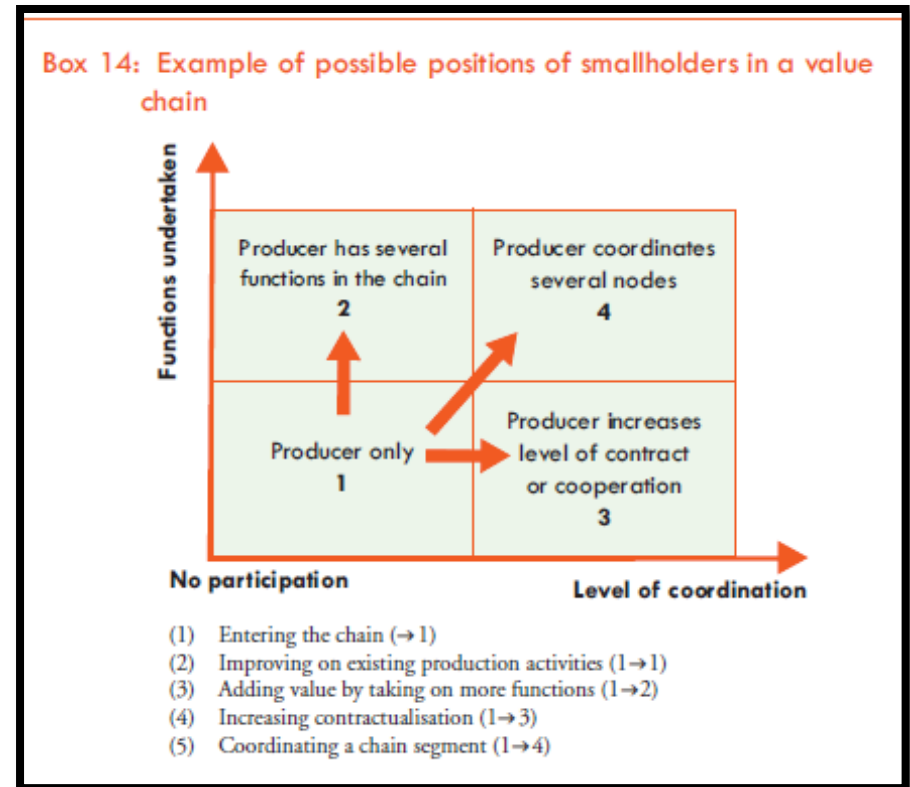 Box 14: Example of possible positions of smallholders in a value
chain
Functions undertaken
Producer has several
functions in the chain
2
Producer coordinates
several nodes
4
Producer only
1
Producer increases
level of contract
or cooperation
3
No participation
Level of coordination
(1) Entering the chain (→1)
(2) Improving on existing production activities (1→1)
(3) Adding value by taking on more functions (1→2)
(4) Increasing contractualisation (1→3)
(5) Coordinating a chain segment (1→4)